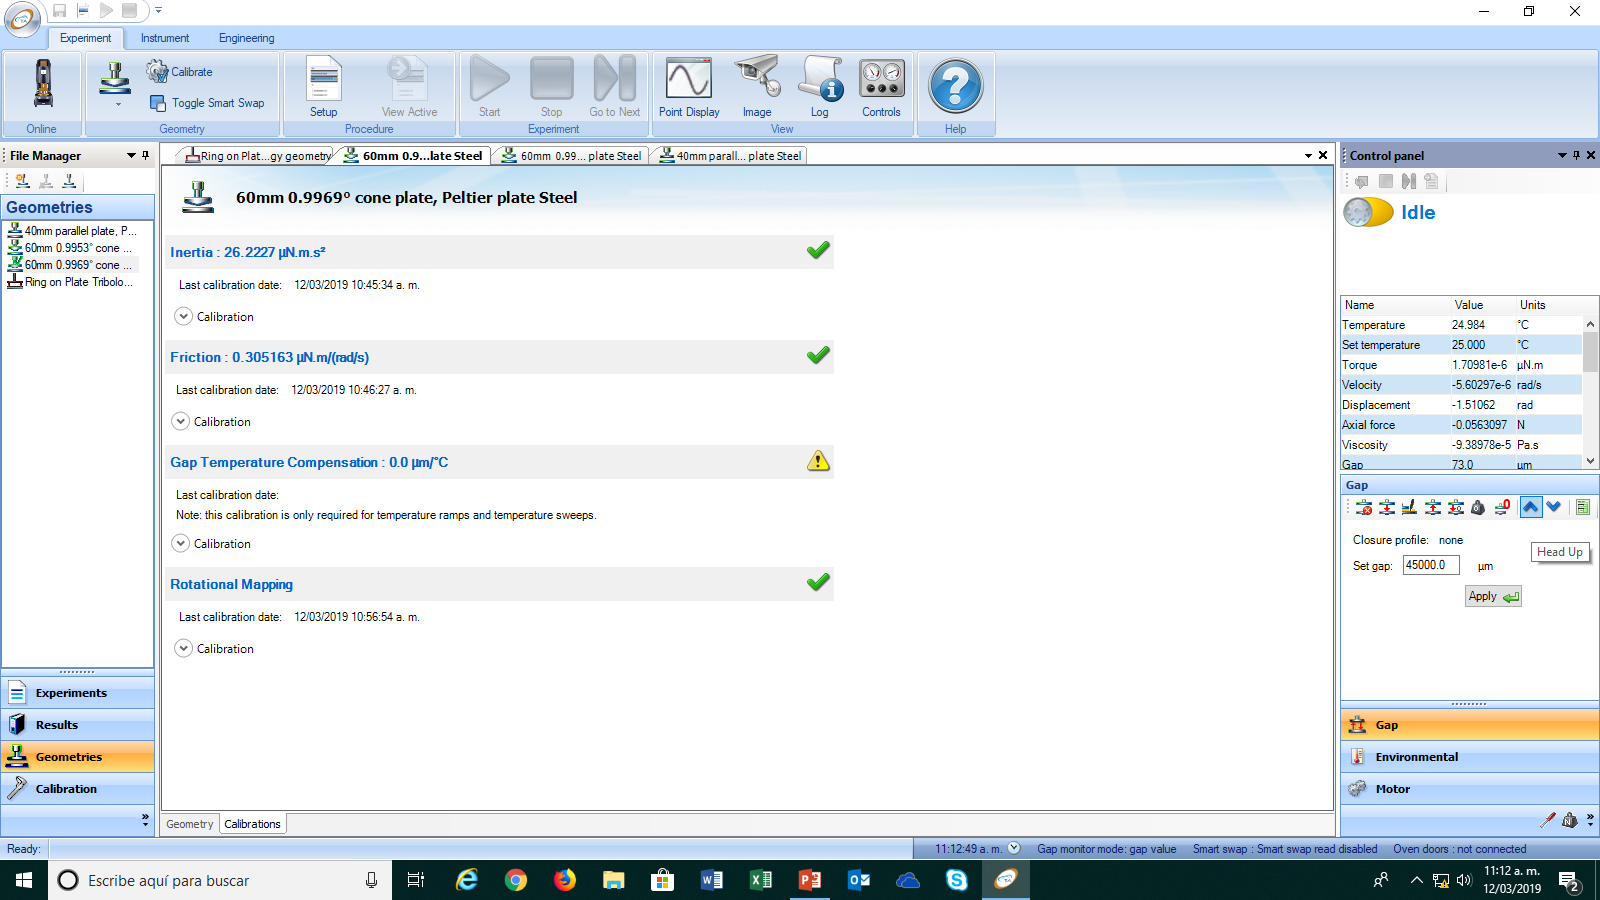 Experiment Instrument Engineering
Calibrate
Toggle Smart Swap
Setup View Active Start Stop Go to Next Point Display Image Log Controls
Online Geometry Procedure Experiment View Help
File Manager
Ring on Plat...gy geometry 60mm 0.9...late Steel 60mm 0.99... plate Steel 40mm parall... plate Steel
Control panel
Geometries
40mm parallel plate, P...
60mm 0.9953° cone ...
60mm 0.9969° cone ...
Ring on Plate Tribolo...
Experiments
Results
Geometries
Calibration
60mm 0.9969° cone plate, Peltier plate Steel
Inertia : 26.2227 µN.m.s²
Last calibration date: 12/03/2019 10:45:34 a. m.
Calibration
Friction : 0.305163 µN.m/(rad/s)
Last calibration date: 12/03/2019 10:46:27 a. m.
Calibration
Gap Temperature Compensation : 0.0 µm/°C
Last calibration date:
Note: this calibration is only required for temperature ramps and temperature sweeps.
Calibration
Rotational Mapping
Last calibration date: 12/03/2019 10:56:54 a. m.
Calibration
Geometry Calibrations
Idle
Name Value Units
Temperature 24.984 °C
Set temperature 25.000 °C
Torque 1.70981e-6 µN.m
Velocity -5.60297e-6 rad/s
Displacement -1.51062 rad
Axial force -0.0563097 N
Viscosity -9.38978e-5 Pa.s
Gap 73.0 µm
Gap
Closure profile: none
Head Up
Set gap: 45000.0 µm
Apply
Gap
Environmental
Motor
Ready: 11:12:49 a. m. Gap monitor mode: gap value Smart swap : Smart swap read disabled Oven doors : not connected
Escribe aquí para buscar
11:12 a. m.
12/03/2019
2